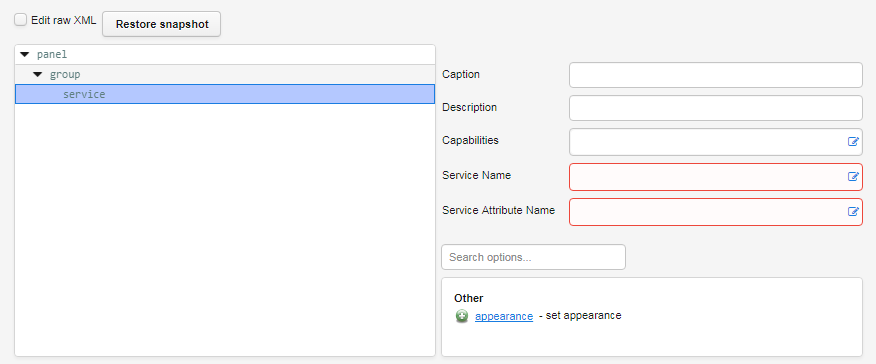 Edit raw XML Restore snapshot
panel
group
service
Caption
Description
Capabilities
Service Name
Service Attribute Name
Search options...
Other
appearance - set appearance